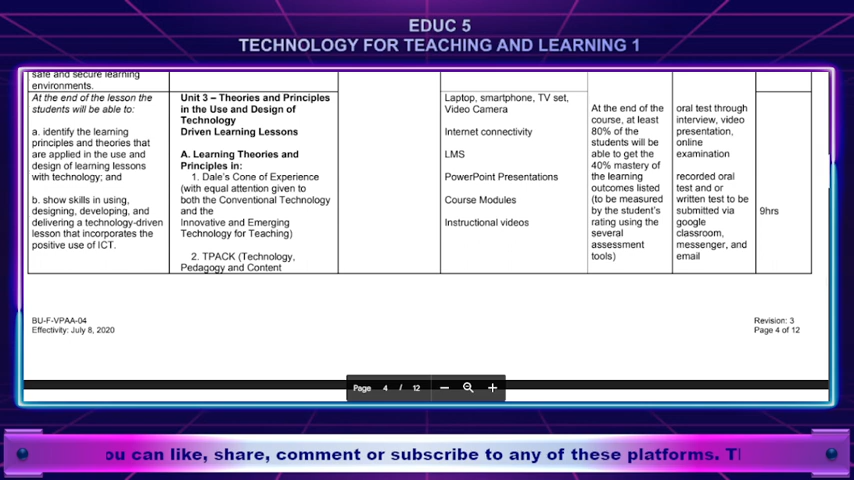 EDUC 5
TECHNOLOGY FOR TEACHING AND LEARNING 1
safe and secure learning
environments.
At the end of the lesson the
students will be able to:
a. identify the learning
principles and theories that
are applied in the use and
design of learning lessons
with technology; and
b. show skills in using,
designing, developing, and
delivering a technology-driven
lesson that incorporates the
positive use of ICT.
Unit 3 – Theories and Principles
in the Use and Design of
Technology
Driven Learning Lessons
A. Learning Theories and
Principles in:
1. Dale's Cone of Experience
(with equal attention given to
both the Conventional Technology
and the
Innovative and Emerging
Technology for Teaching)
2. TPACK (Technology,
Pedagogy and Content
Laptop, smartphone, TV set,
Video Camera
Internet connectivity
LMS
PowerPoint Presentations
Course Modules
Instructional videos
At the end of the
course, at least
80% of the
students will be
able to get the
40% mastery of
the learning
outcomes listed
(to be measured
by the student's
rating using the
several
assessment
tools)
oral test through
interview, video
presentation,
online
examination
recorded oral
test and or
written test to be
submitted via
google
classroom,
messenger, and
email
9hrs
BU-F-VPAA-04
Effectivity: July 8, 2020
Revision: 3
Page 4 of 12
Page 4 / 12
ou can like, share, comment or subscribe to any of these platforms. T